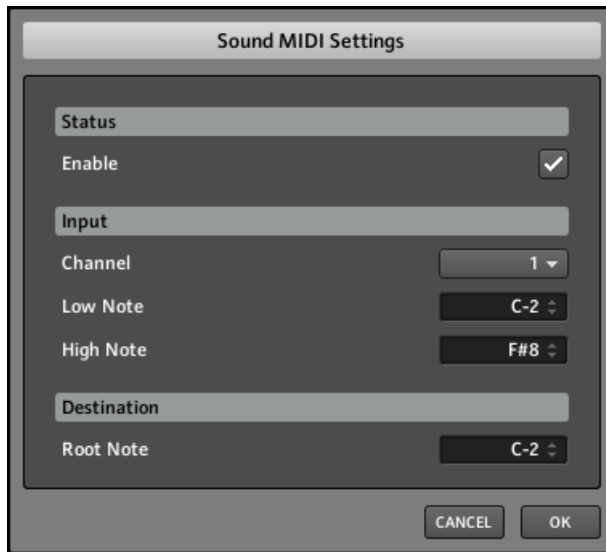 Sound MIDI Settings
Status
Enable
Input
Channel 1
Low Note C-2
High Note F#8
Destination
Root Note C-2
CANCEL OK